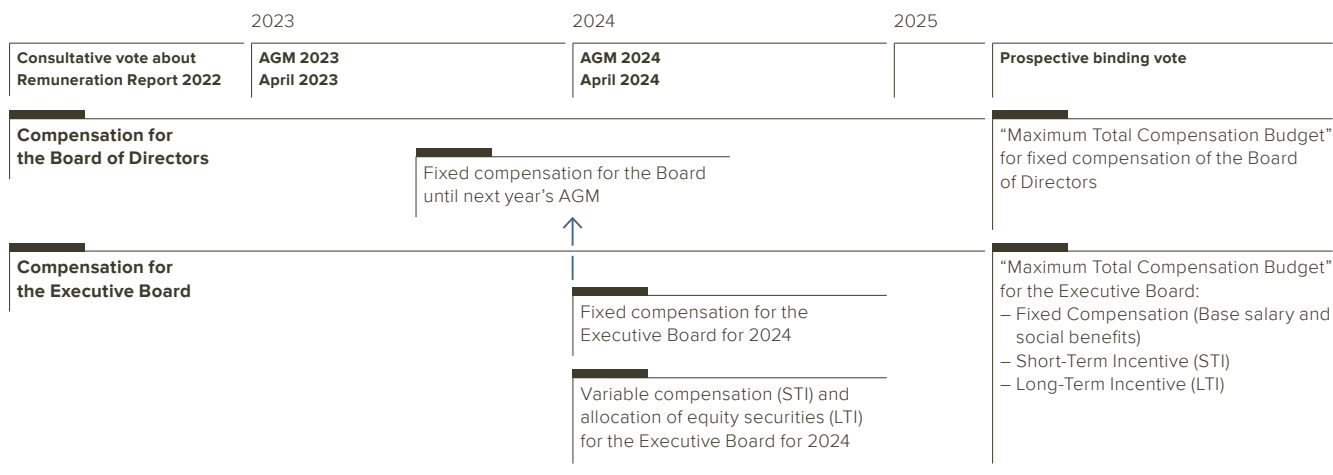 2023
2024
2025
Consultative vote about
Remuneration Report 2022
AGM 2023
April 2023
AGM 2024
April 2024
Prospective binding vote
Compensation for
the Board of Directors
Fixed compensation for the Board
until next year’s AGM
“Maximum Total Compensation Budget”
for fixed compensation of the Board
of Directors
Compensation for
the Executive Board
Fixed compensation for the
Executive Board for 2024
Variable compensation (STI) and
allocation of equity securities (LTI)
for the Executive Board for 2024
“Maximum Total Compensation Budget”
for the Executive Board:
– Fixed Compensation (Base salary and
social benefits)
– Short-Term Incentive (STI)
– Long-Term Incentive (LTI)